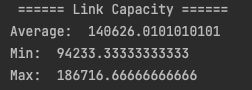 ====== Link Capacity ======
Average:  140626.0101010101
Min:  94233.33333333333
Max:  186716.66666666666